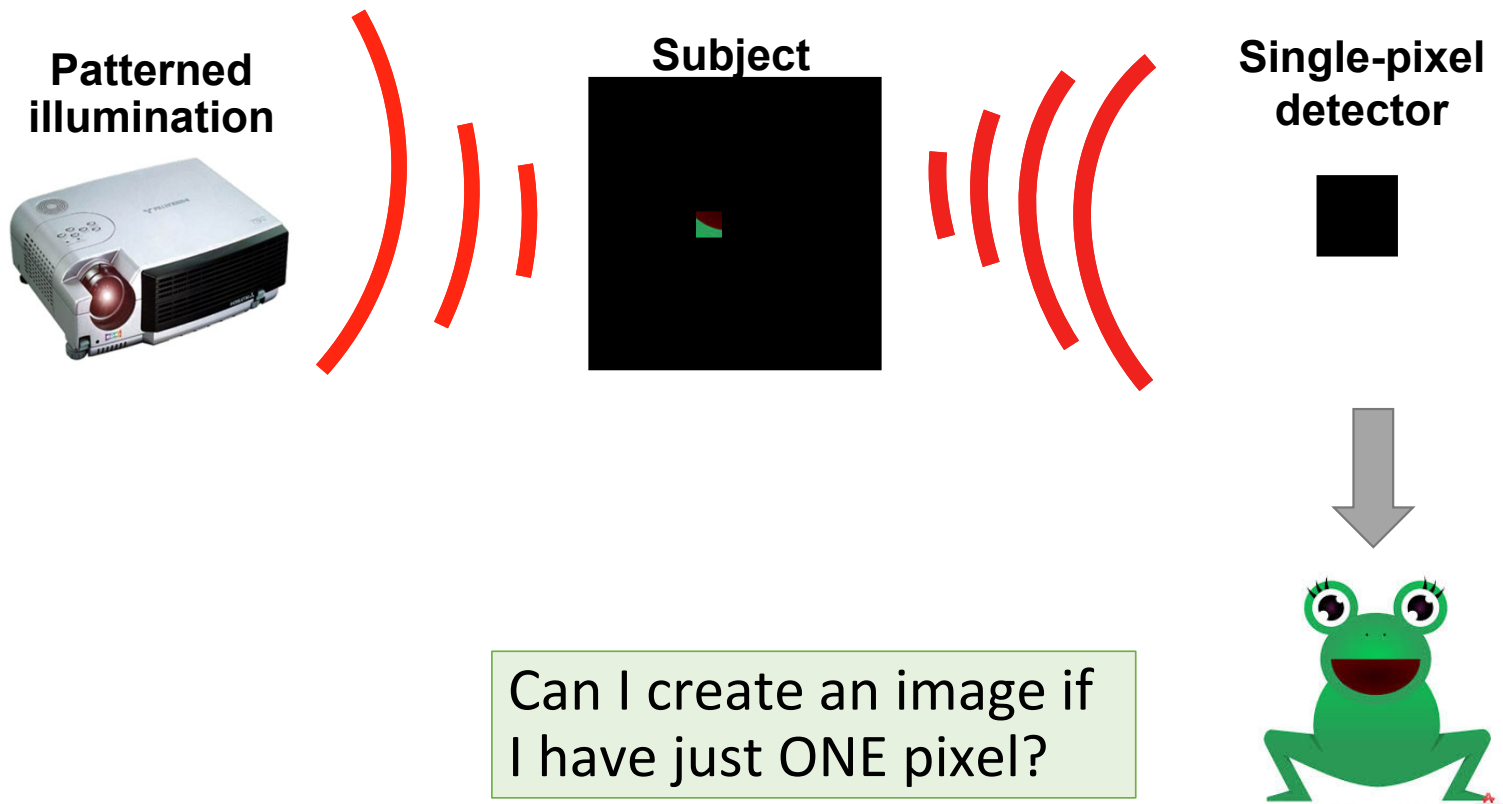 Patterned
illumination
Subject
Single-pixel
detector
Can I create an image if
I have just ONE pixel?